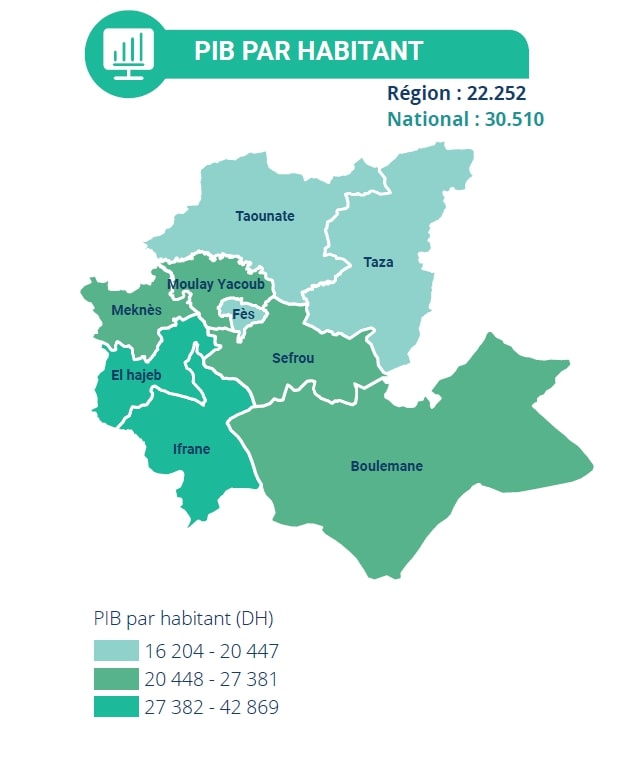 PIB PAR HABITANT
Région : 22.252
National : 30.510
Taounate
Taza
Moulay Yacoub
Meknès
Fès
Sefrou
El hajeb
Ifrane
Boulemane
PIB par habitant (DH)
16 204 - 20 447
20 448 - 27 381
27 382 - 42 869